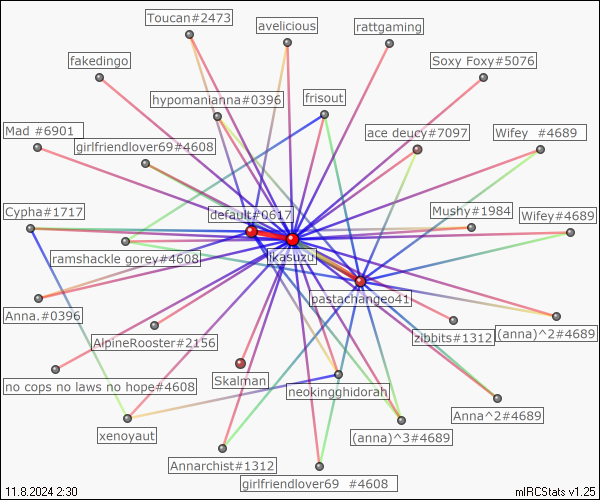 Toucan#2473
avelicious
rattgaming
fakedingo
Soxy Foxy#5076
hypomanianna#0396
frisout
Mad #6901
girlfriendlover69#4608
ace deucy#7097
Wifey   #4689
Cypha#1717
default#0617
Mushy#1984
Wifey#4689
ramshackle gorey#4608
ikasuzu
pastachangeo41
Anna.#0396
AlpineRooster#2156
zibbits#1312
(anna)^2#4689
no cops no laws no hope#4608
Skalman
neokingghidorah
Anna^2#4689
xenoyaut
(anna)^3#4689
Annarchist#1312
girlfriendlover69   #4608
11.8.2024 2:30
mIRCStats v1.25